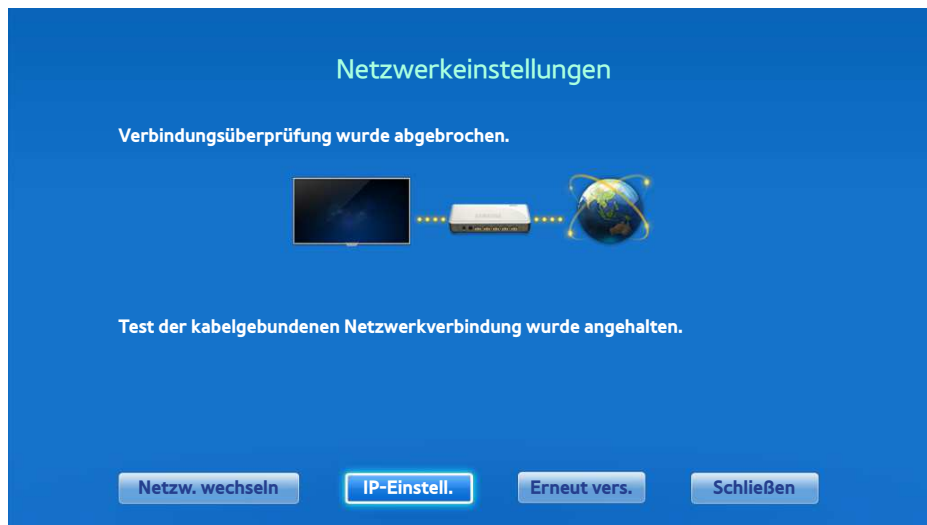 Netzwerkeinstellungen
Verbindungsüberprüfung wurde abgebrochen.
Test der kabelgebundenen Netzwerkverbindung wurde angehalten.
Netzw. wechseln
IP-Einstell.
Erneut vers.
Schließen